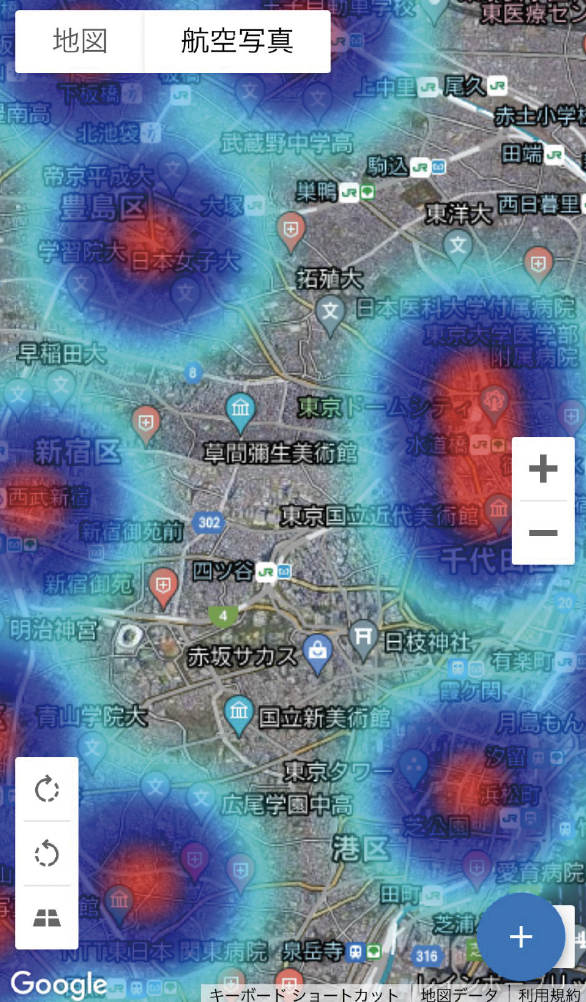 地図
航空写真
東医療セン
下板橋
北池袋
武蔵野中学高
上中里
尾久
赤土小学校
田端
駒込
巣鴨
西日暮里
帝京平成大
豊島区
大塚
東洋大
学習院大
日本女子大
拓殖大
日本医科大学付属病院
東京大学医学部
附属病院
早稲田大
8
東京ドームシティ
水道橋
新宿区
草間彌生美術館
西武新宿
302
東京国立近代美術館
新宿御苑前
四ツ谷
千代田区
新宿御苑
4
20
明治神宮
日枝神社
赤坂サカス
有楽町
霞ケ関
青山学院大
国立新美術館
月島もん
汐留
東京タワー
浜松町
広尾学園中高
芝公園
港区
愛育病院
田町
芝浦
NTT東日本 関東病院
泉岳寺
316
Google
キーボード ショートカット
地図データ
利用規約